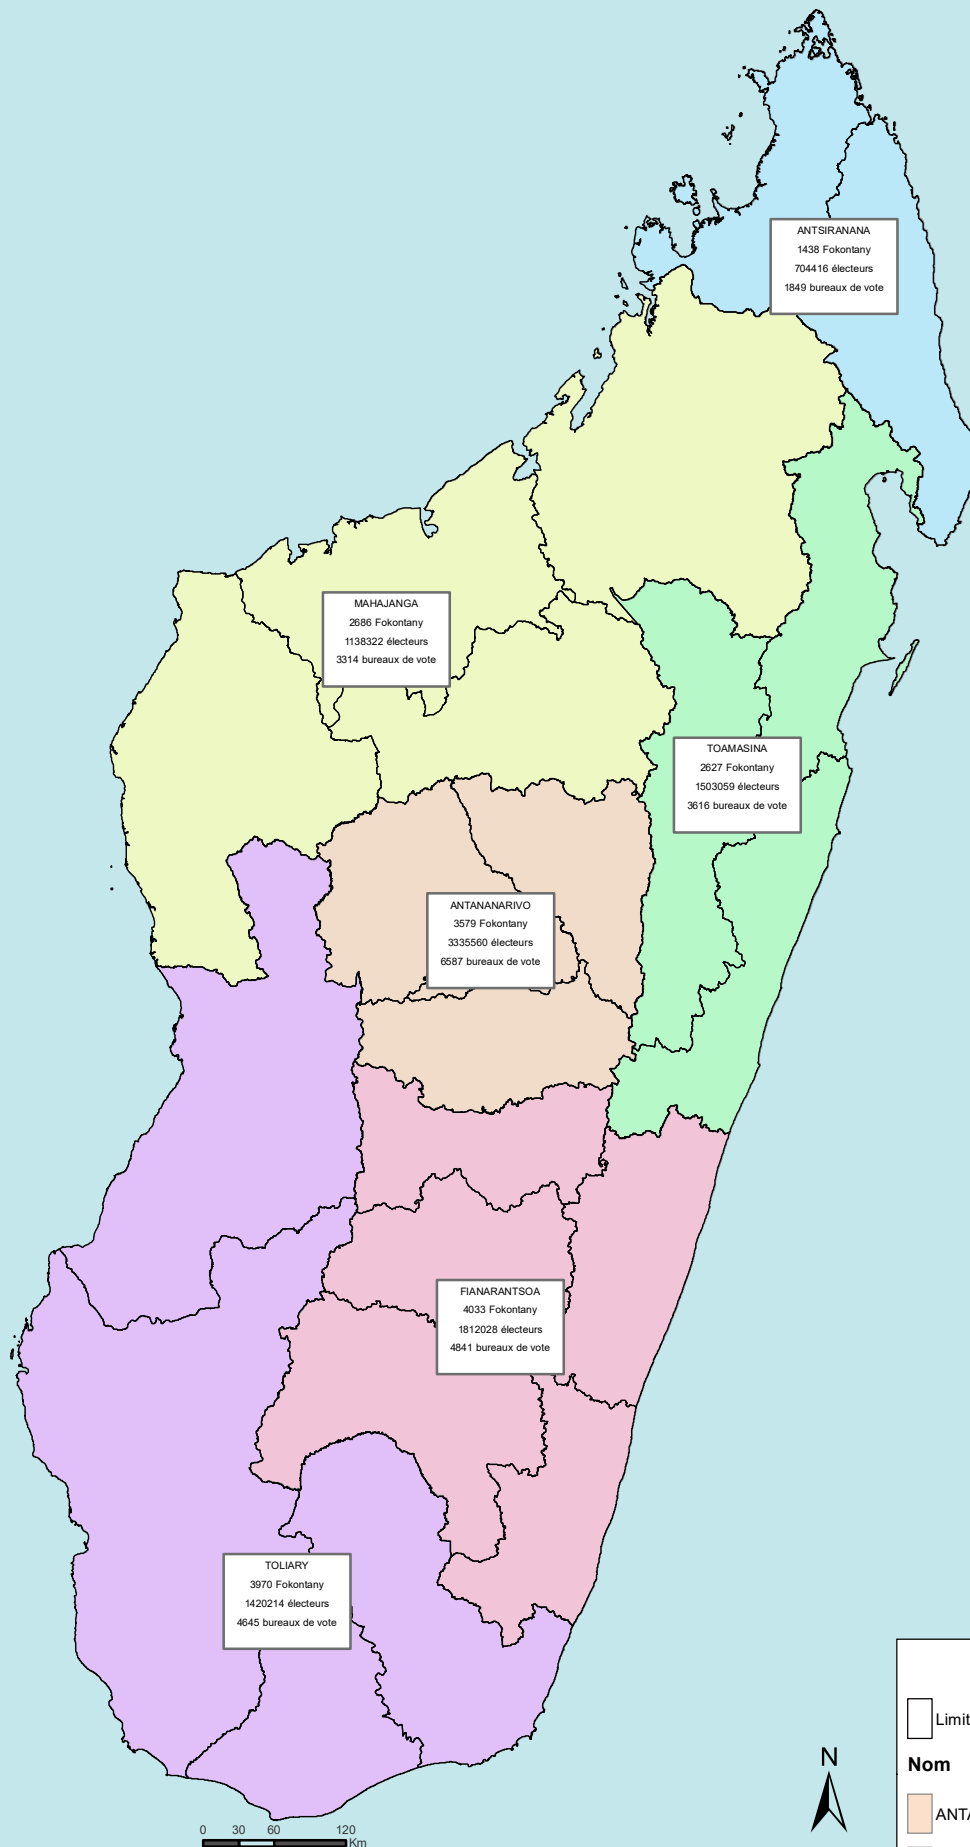 ANTSIRANANA
1438 Fokontany
704416 électeurs
1849 bureaux de vote
MAHAJANGA
2686 Fokontany
1138322 électeurs
3314 bureaux de vote
TOAMASINA
2627 Fokontany
1503059 électeurs
3616 bureaux de vote
ANTANANARIVO
3579 Fokontany
3335560 électeurs
6587 bureaux de vote
FIANARANTSOA
4033 Fokontany
1812028 électeurs
4841 bureaux de vote
TOLIARY
3970 Fokontany
1420214 électeurs
4645 bureaux de vote
Limit
N
Nom
ANTA
0 30 60 120
Km